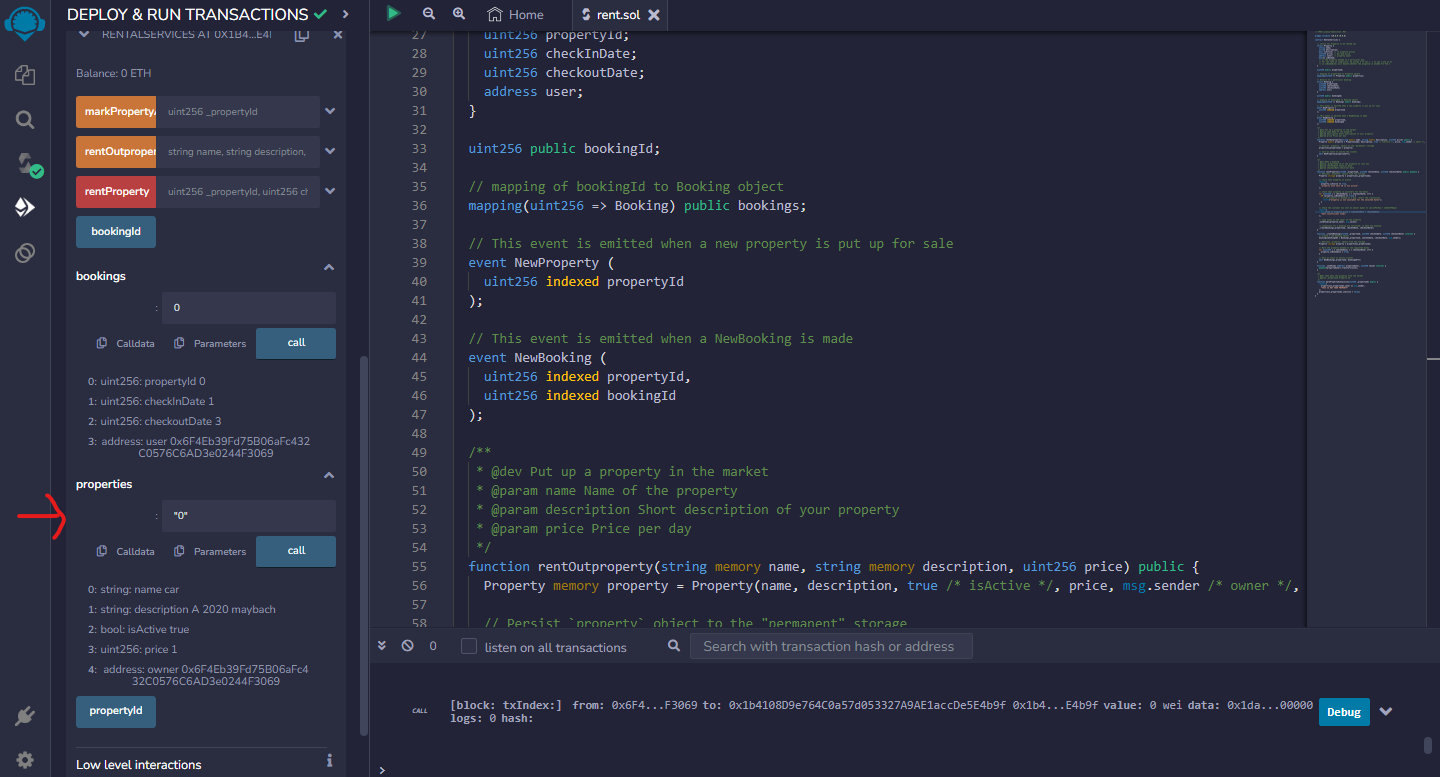 DEPLOY & RUN TRANSACTIONS
RENTALSERVICES AT 0X1B4...E4I
Balance: 0 ETH
markPropertyA uint256 _propertyId
rentOutproper string name, string description,
rentProperty uint256 _propertyId, uint256 ch
bookingId
bookings
: 0
Calldata Parameters call
0: uint256: propertyId 0
1: uint256: checkInDate 1
2: uint256: checkoutDate 3
3: address: user 0x6F4Eb39Fd75B06aFc432
C0576C6AD3e0244F3069
properties
: "0"
Calldata Parameters call
0: string: name car
1: string: description A 2020 maybach
2: bool: isActive true
3: uint256: price 1
4: address: owner 0x6F4Eb39Fd75B06aFc4
32C0576C6AD3e0244F3069
propertyId
Low level interactions
i
Home rent.sol
27 uint256 propertyId;
28 uint256 checkInDate;
29 uint256 checkoutDate;
30 address user;
31 }
32
33 uint256 public bookingId;
34
35 // mapping of bookingId to Booking object
36 mapping(uint256 => Booking) public bookings;
37
38 // This event is emitted when a new property is put up for sale
39 event NewProperty (
40 uint256 indexed propertyId
41 );
42
43 // This event is emitted when a NewBooking is made
44 event NewBooking (
45 uint256 indexed propertyId,
46 uint256 indexed bookingId
47 );
48
49 /**
50 * @dev Put up a property in the market
51 * @param name Name of the property
52 * @param description Short description of your property
53 * @param price Price per day
54 */
55 function rentOutproperty(string memory name, string memory description, uint256 price) public {
56 Property memory property = Property(name, description, true /* isActive */, price, msg.sender /* owner */,
57
58 // Persist `property` object to the "permanent" storage
0 listen on all transactions Search with transaction hash or address
CALL [block: txIndex:] from: 0x6F4...F3069 to: 0x1b4108D9e764C0a57d053327A9AE1accDe5E4b9f 0x1b4...E4b9f value: 0 wei data: 0x1da...00000 Debug
logs: 0 hash:
>